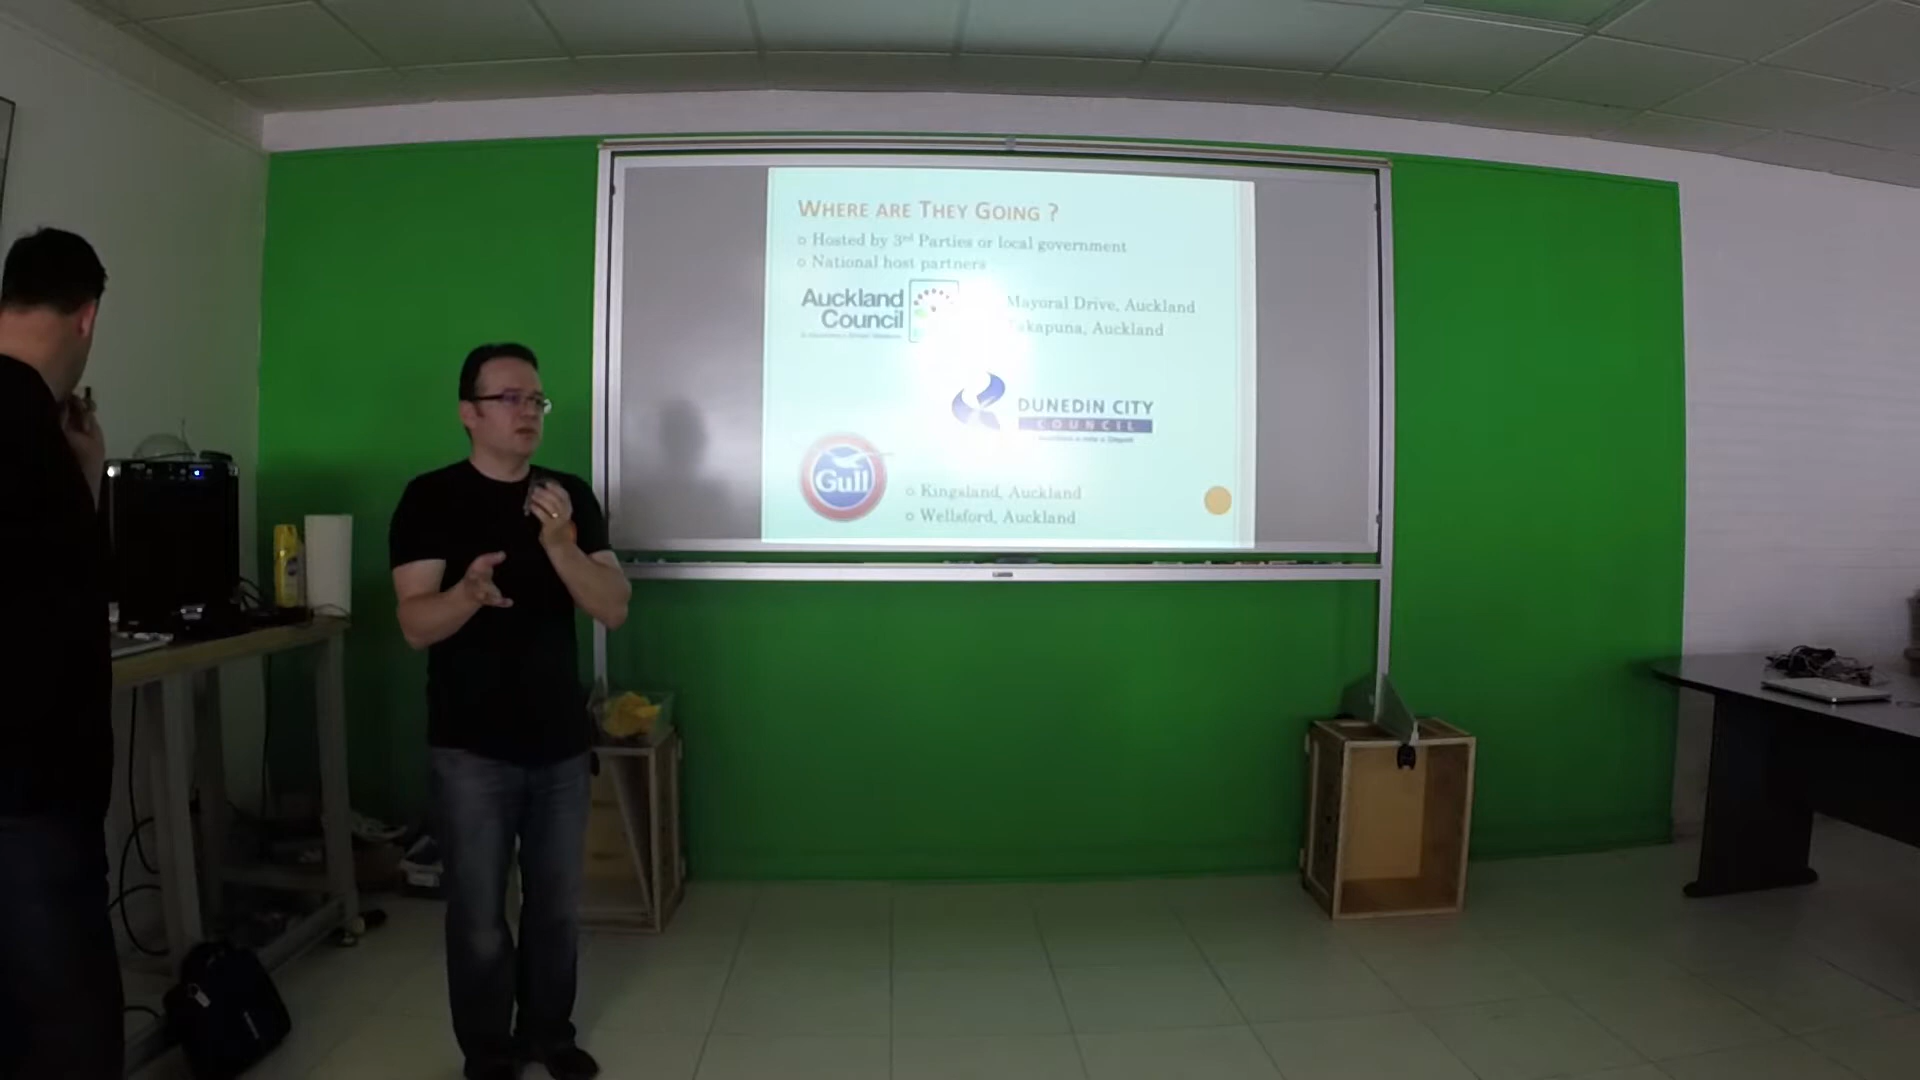 WHERE ARE THEY GOING ?
Hosted by 3rd Parties or local government
National host partners
Auckland
Council
Mayoral Drive, Auckland
Takapuna, Auckland
DUNEDIN CITY
COUNCIL
Gull
Kingsland, Auckland
Wellsford, Auckland